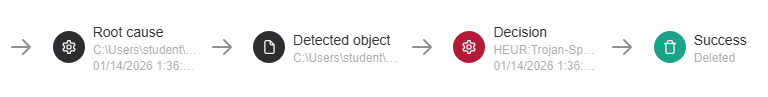 Root cause
C:\Users\student\...
01/14/2026 1:36:...
Detected object
C:\Users\student\...
Decision
HEUR:Trojan-Sp...
01/14/2026 1:36:...
Success
Deleted